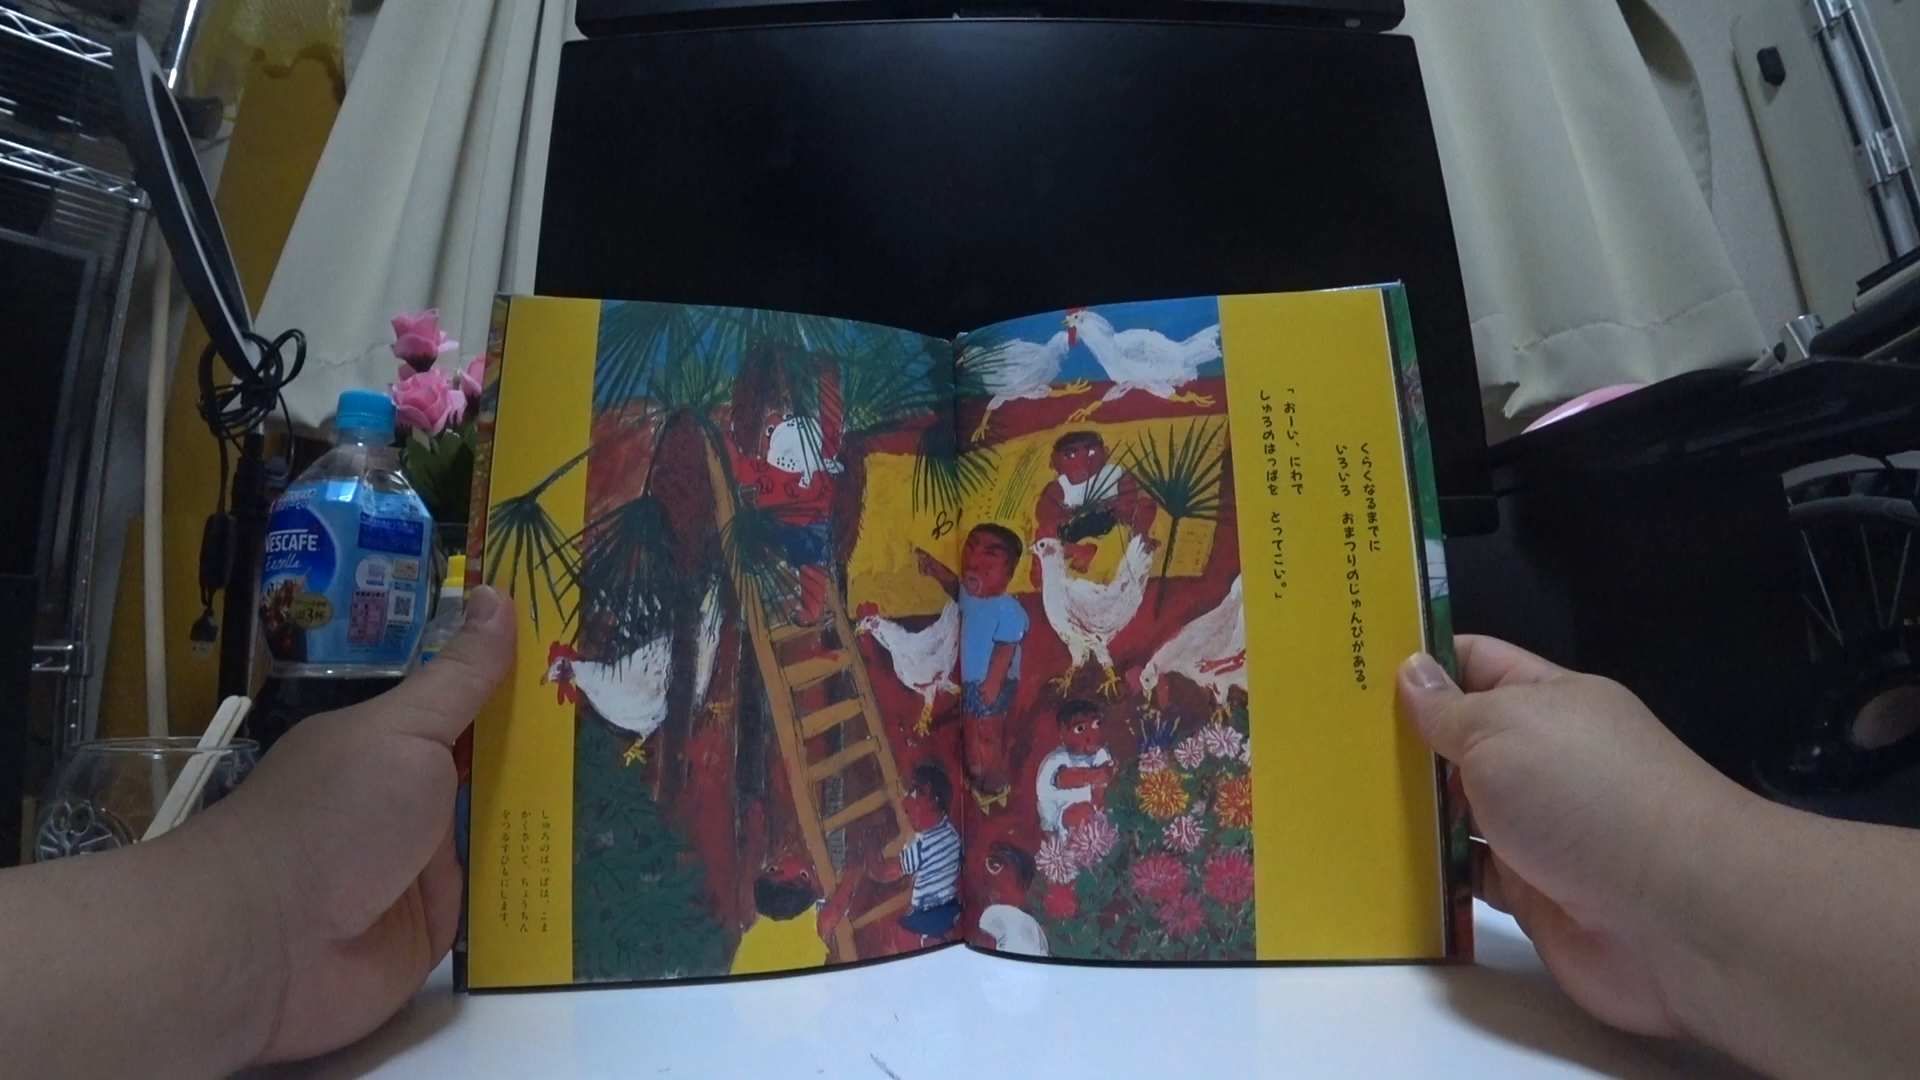 くらくなるまでに
いろいろ おまつりのじゅんびがある。
「おーい、にわで
しゅろのはっぱを とってこい。」
しゅろのはっぱは、こま
かくさいて、ちょうちん
をつるすひもにします。
NESCAFE
Excella